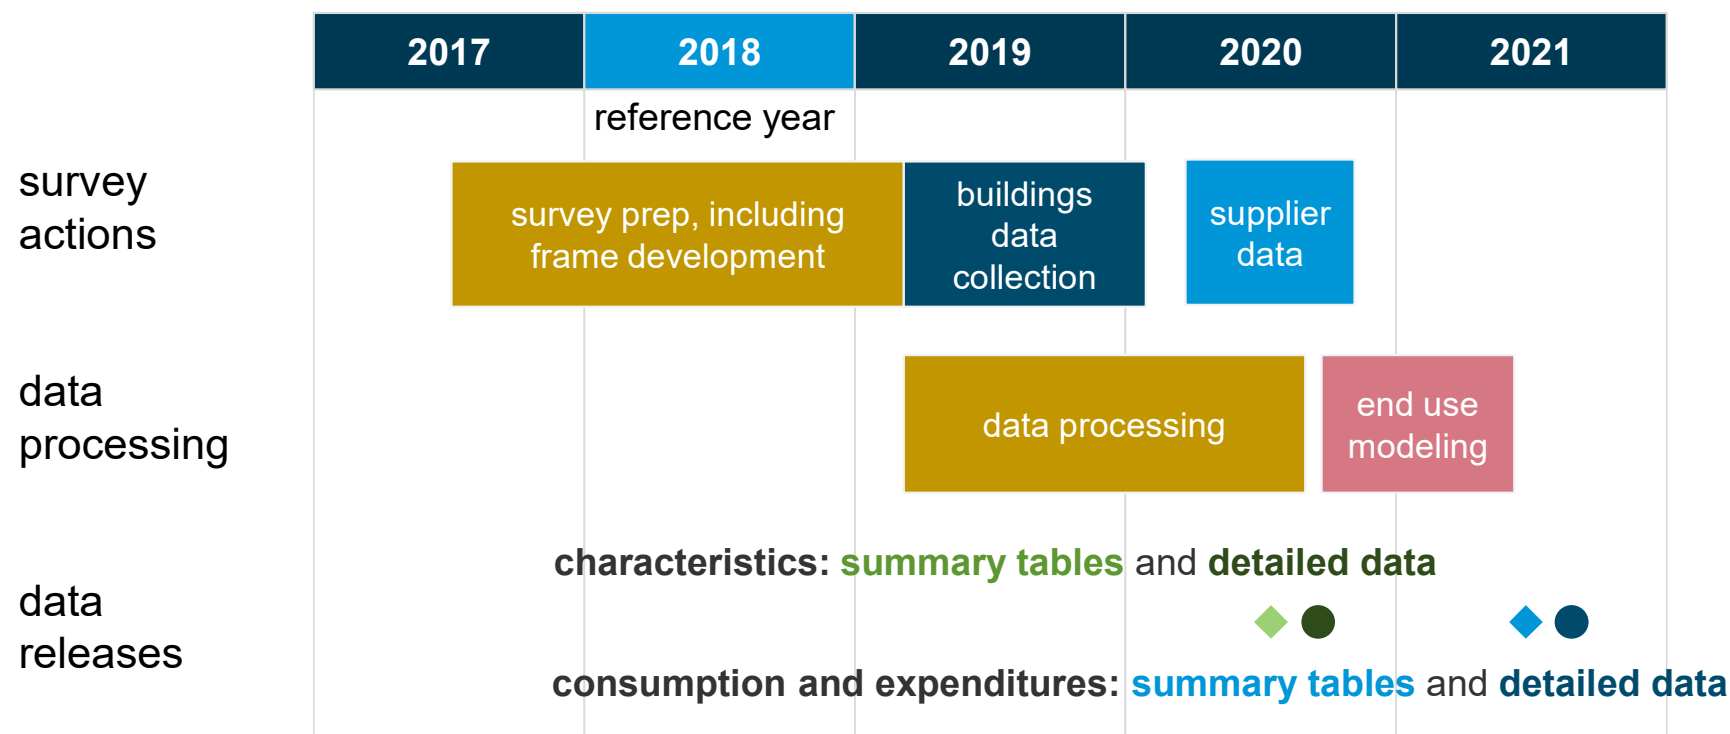 2017 2018 2019 2020 2021
reference year
survey
actions
survey prep, including
frame development
buildings
data
collection
supplier
data
data
processing
data processing
end use
modeling
data
releases
characteristics: summary tables and detailed data
consumption and expenditures: summary tables and detailed data